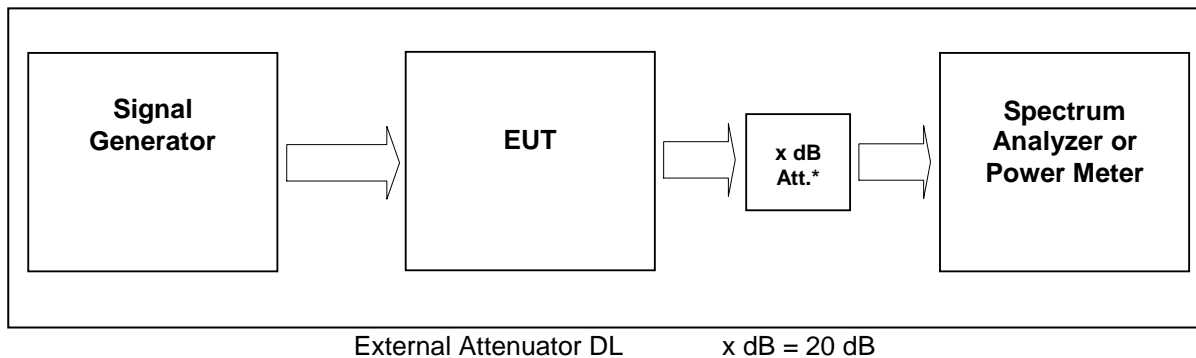 Signal
Generator
EUT
x dB
Att.*
Spectrum
Analyzer or
Power Meter
External Attenuator DL x dB = 20 dB